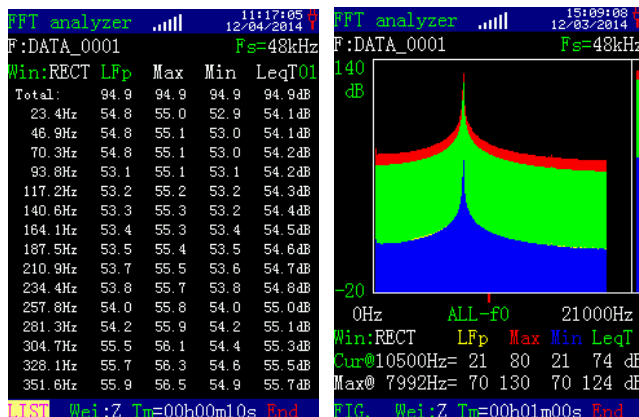 FFT analyzer 11:17:05
12/04/2014
F:DATA_0001 Fs=48kHz
Win:RECT LFp Max Min LeqT01
Total: 94.9 94.9 94.9 94.9dB
23.4Hz 54.8 55.0 52.9 54.1dB
46.9Hz 54.8 55.1 53.0 54.1dB
70.3Hz 54.8 55.1 53.0 54.2dB
93.8Hz 53.1 55.1 53.1 54.2dB
117.2Hz 53.2 55.2 53.2 54.3dB
140.6Hz 53.3 55.3 53.2 54.4dB
164.1Hz 53.4 55.3 53.4 54.5dB
187.5Hz 53.5 55.4 53.5 54.6dB
210.9Hz 53.7 55.5 53.6 54.7dB
234.4Hz 53.8 55.7 53.8 54.8dB
257.8Hz 54.0 55.8 54.0 55.0dB
281.3Hz 54.2 55.9 54.2 55.1dB
304.7Hz 55.5 56.1 54.4 55.3dB
328.1Hz 55.7 56.3 54.6 55.5dB
351.6Hz 55.9 56.5 54.9 55.7dB
LIST Wei:Z Tm=00h00m10s End
FFT analyzer 15:09:08
12/03/2014
F:DATA_0001 Fs=48kHz
140
dB
-20
0Hz ALL-f0 21000Hz
Win:RECT LFp Max Min LeqT
Cur@10500Hz= 21 80 21 74 dB
Max@ 7992Hz= 70 130 70 124 dB
FIG. Wei:Z Tm=00h01m00s End